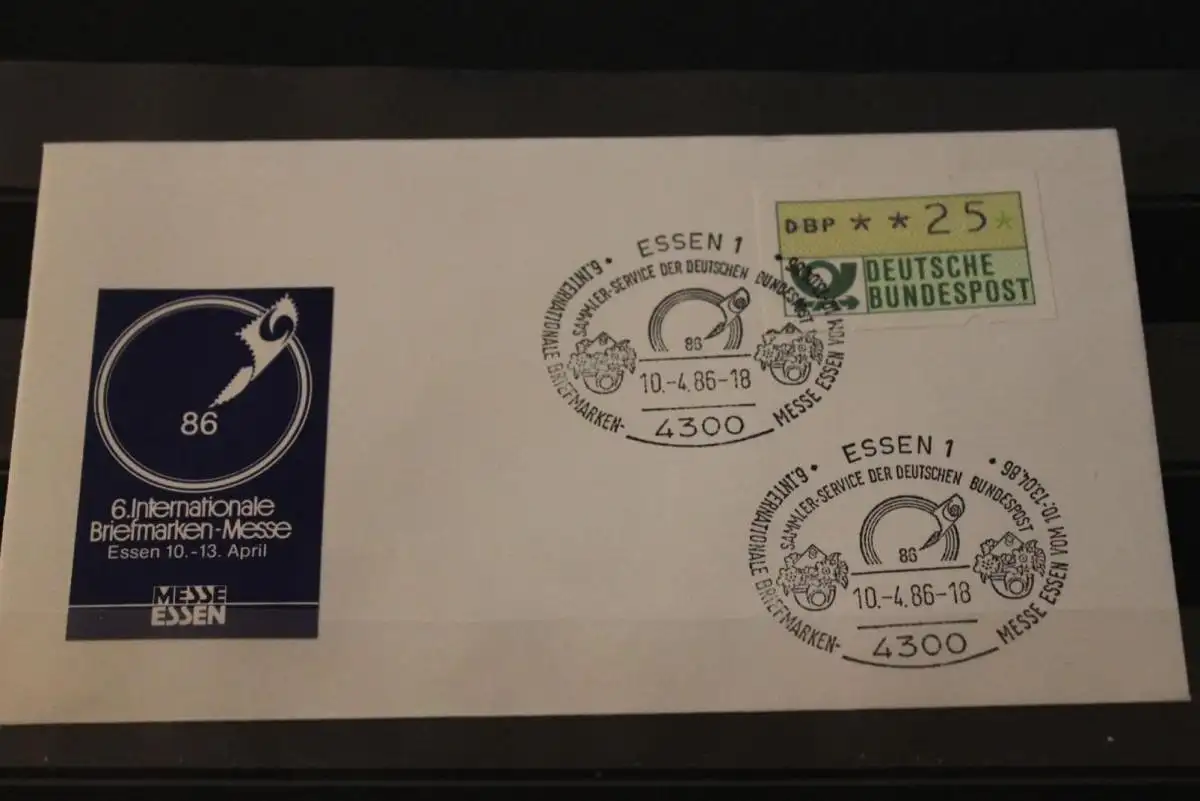 86
6.Internationale
Briefmarken-Messe
Essen 10.-13. April
MESSE
ESSEN
DBP * * 25 *
DEUTSCHE
BUNDESPOST
ESSEN 1
SAMMLER-SERVICE DER DEUTSCHEN BUNDESPOST
• 6.INTERNATIONALE BRIEFMARKEN-
MESSE ESSEN VOM
86
10.-4.86-18
4300
ESSEN 1
SAMMLER-SERVICE DER DEUTSCHEN BUNDESPOST
• 6.INTERNATIONALE BRIEFMARKEN-
MESSE ESSEN VOM 10.-13.04.86 •
86
10.-4.86-18
4300